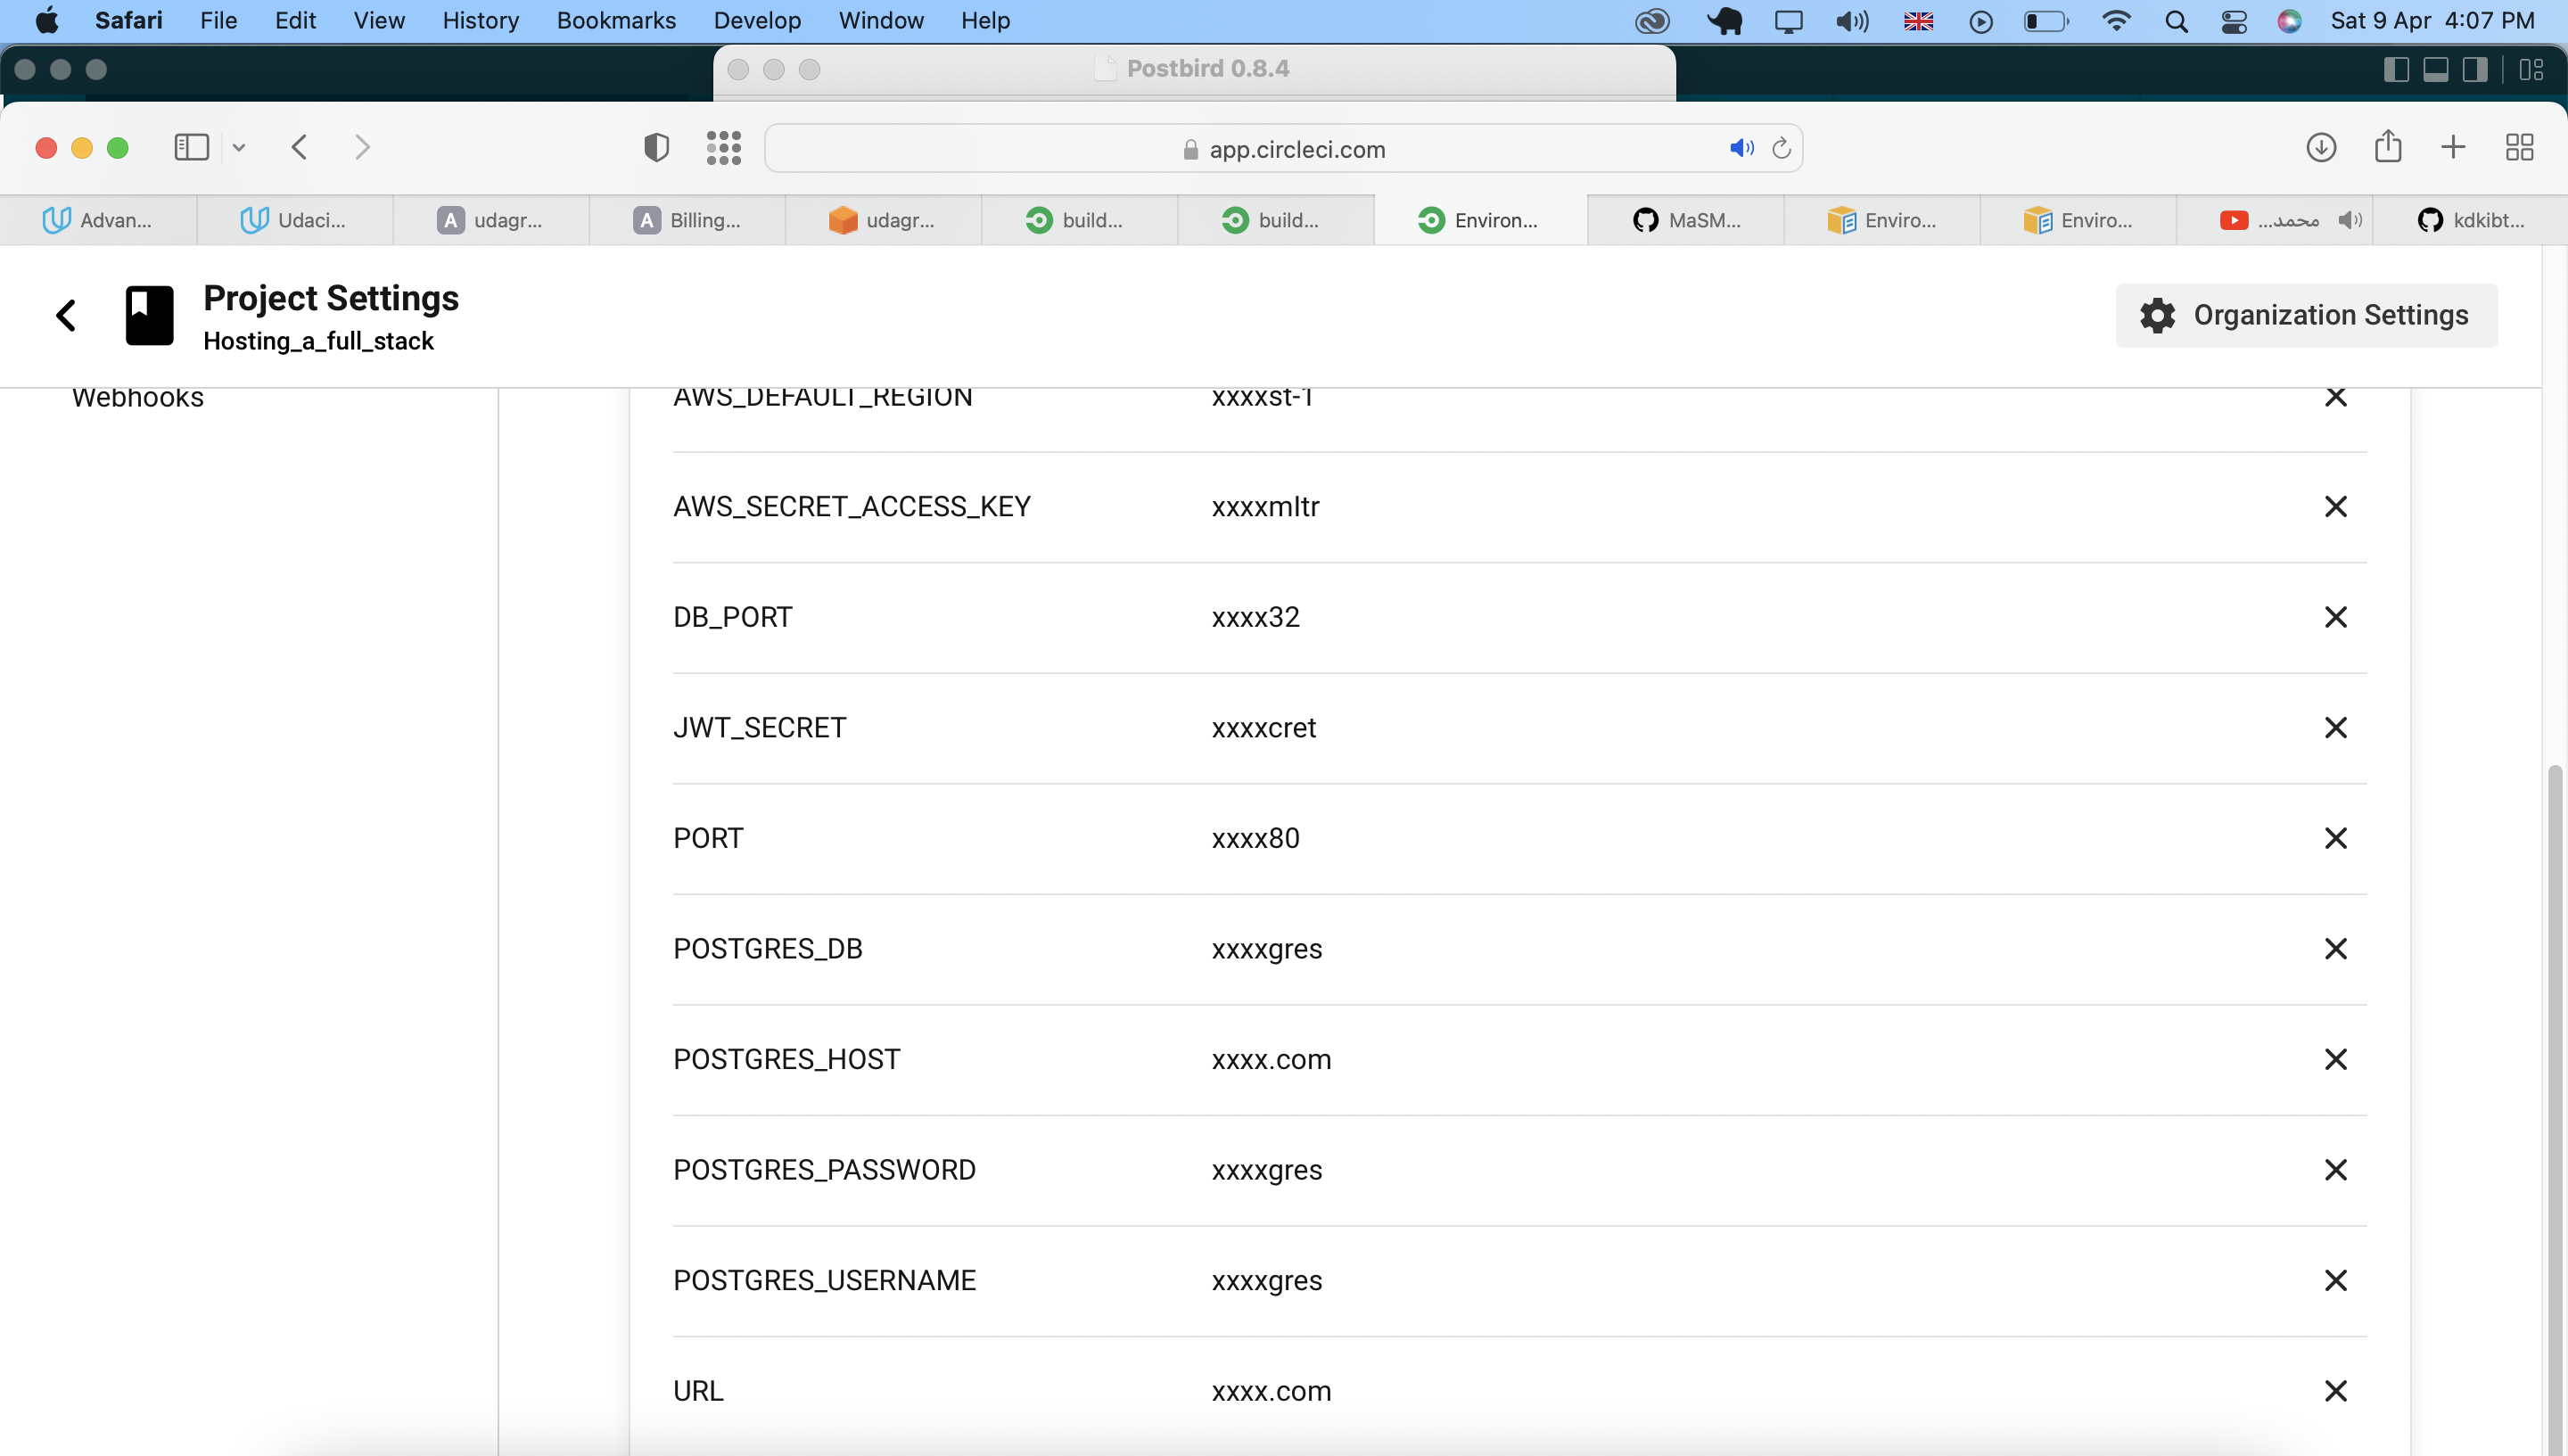 Safari File Edit View History Bookmarks Develop Window Help Sat 9 Apr 4:07 PM
Postbird 0.8.4
app.circleci.com
Advan... Udaci... A udagr... A Billing... udagr... build... build... Environ... MaSM... Enviro... Enviro... محمد... kdkibt...
Project Settings
Hosting_a_full_stack
Organization Settings
Webhooks
AWS_DEFAULT_REGION xxxxst-1
AWS_SECRET_ACCESS_KEY xxxxmltr
DB_PORT xxxx32
JWT_SECRET xxxxcret
PORT xxxx80
POSTGRES_DB xxxxgres
POSTGRES_HOST xxxx.com
POSTGRES_PASSWORD xxxxgres
POSTGRES_USERNAME xxxxgres
URL xxxx.com